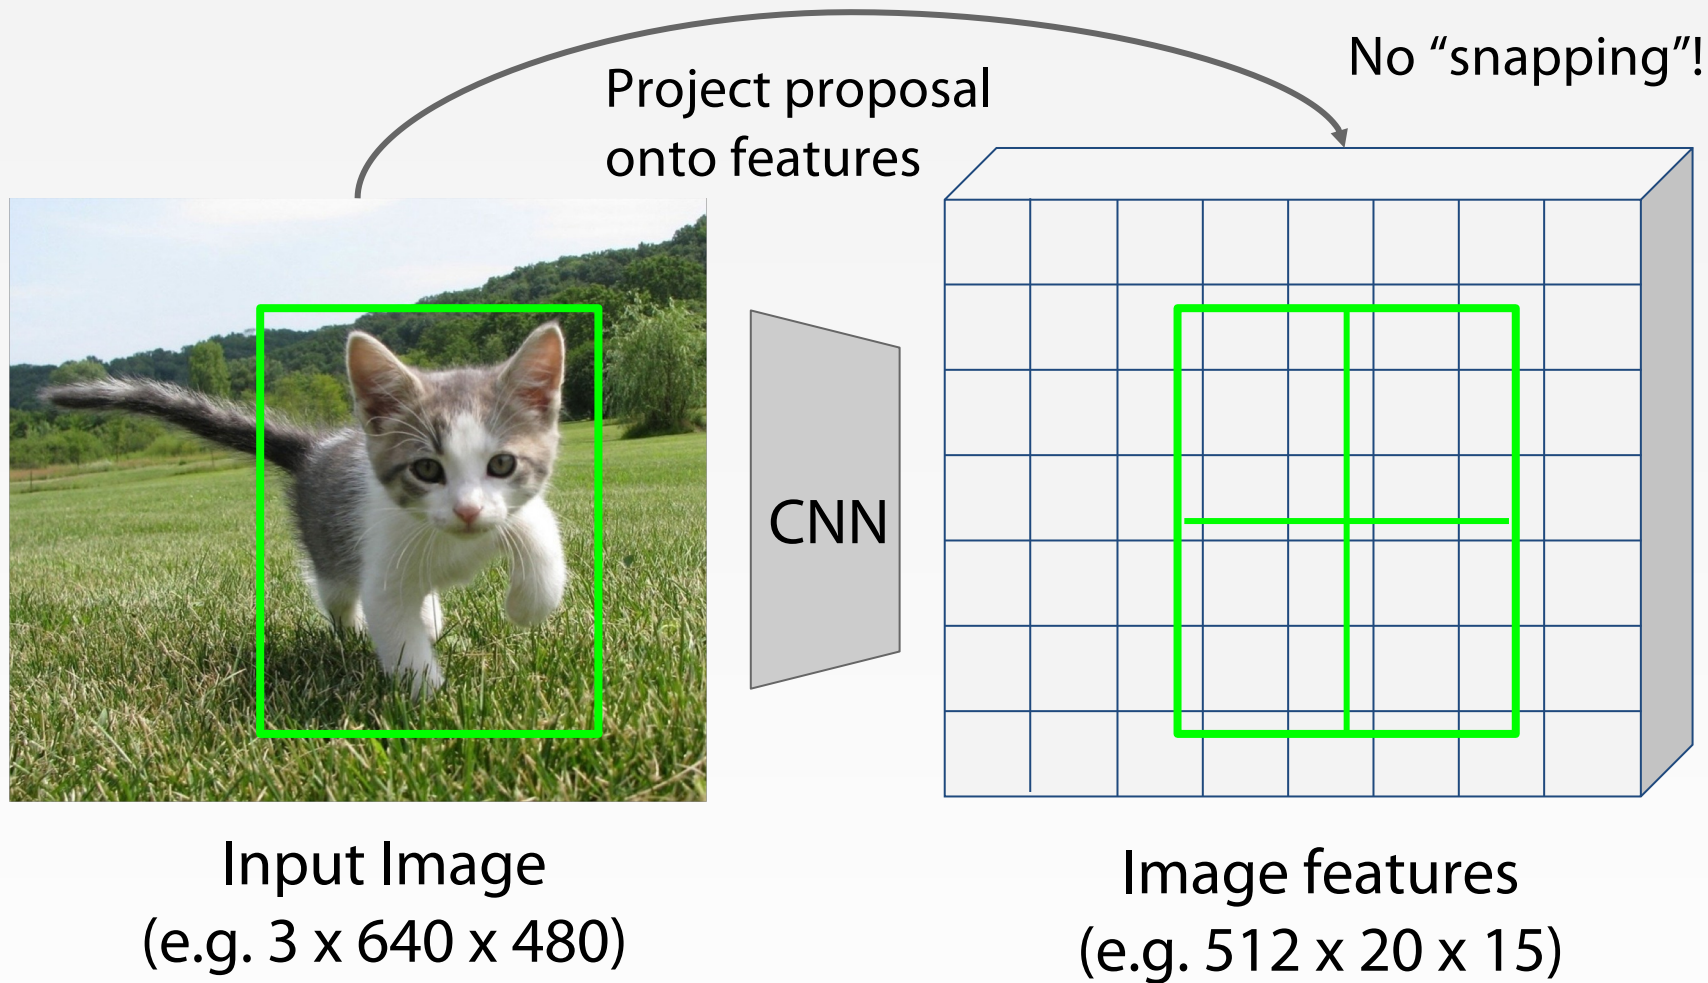 Project proposal
onto features
No “snapping”!
CNN
Input Image
(e.g. 3 x 640 x 480)
Image features
(e.g. 512 x 20 x 15)